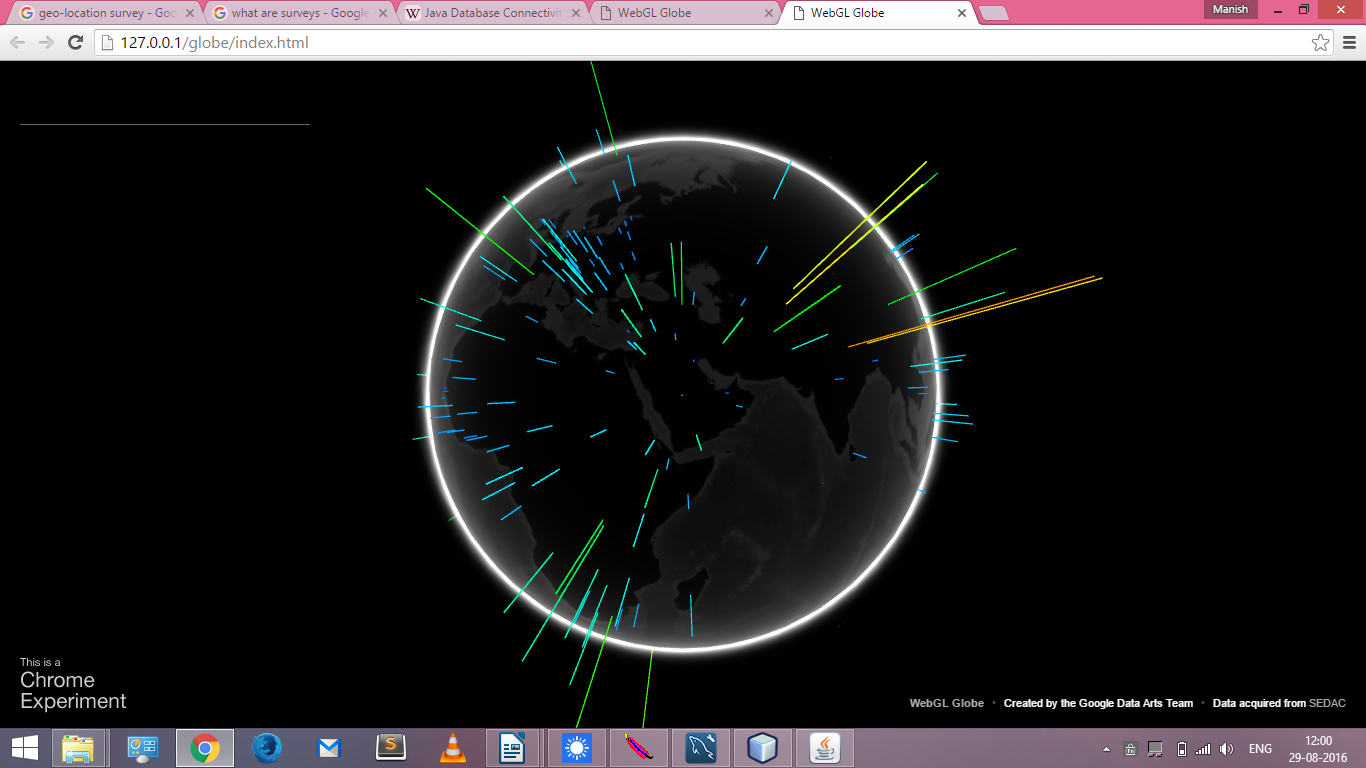 geo-location survey - Goo
what are surveys - Google
Java Database Connectivit
WebGL Globe
WebGL Globe
Manish
127.0.0.1/globe/index.html
This is a
Chrome
Experiment
WebGL Globe • Created by the Google Data Arts Team • Data acquired from SEDAC
ENG
12:00
29-08-2016